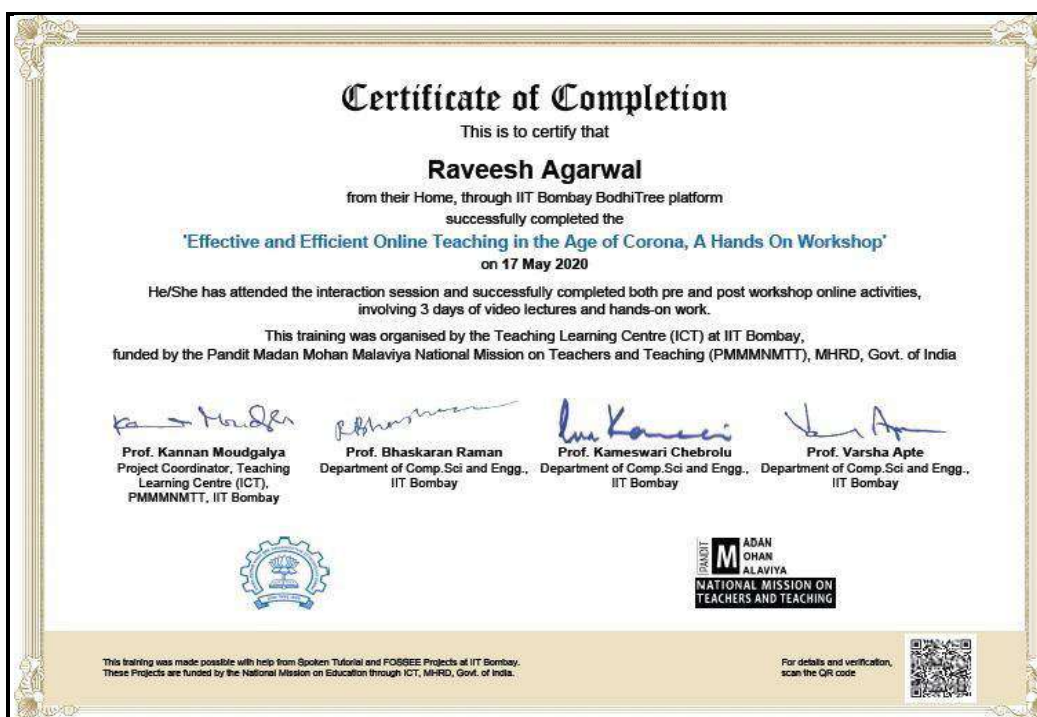 Certificate of Completion
This is to certify that
Raveesh Agarwal
from their Home, through IIT Bombay BodhiTree platform
successfully completed the
'Effective and Efficient Online Teaching in the Age of Corona, A Hands On Workshop'
on 17 May 2020
He/She has attended the interaction session and successfully completed both pre and post workshop online activities,
involving 3 days of video lectures and hands-on work.
This training was organised by the Teaching Learning Centre (ICT) at IIT Bombay,
funded by the Pandit Madan Mohan Malaviya National Mission on Teachers and Teaching (PMMMNMTT), MHRD, Govt. of India
Prof. Kannan Moudgalya
Project Coordinator, Teaching
Learning Centre (ICT),
PMMMNMTT, IIT Bombay
Prof. Bhaskaran Raman
Department of Comp.Sci and Engg.,
IIT Bombay
Prof. Kameswari Chebrolu
Department of Comp.Sci and Engg.,
IIT Bombay
Prof. Varsha Apte
Department of Comp.Sci and Engg.,
IIT Bombay
PANDIT
MADAN
MOHAN
MALAVIYA
NATIONAL MISSION ON
TEACHERS AND TEACHING
This training was made possible with help from Spoken Tutorial and FOSSEE Projects at IIT Bombay.
These Projects are funded by the National Mission on Education through ICT, MHRD, Govt. of India.
For details and verification,
scan the QR code